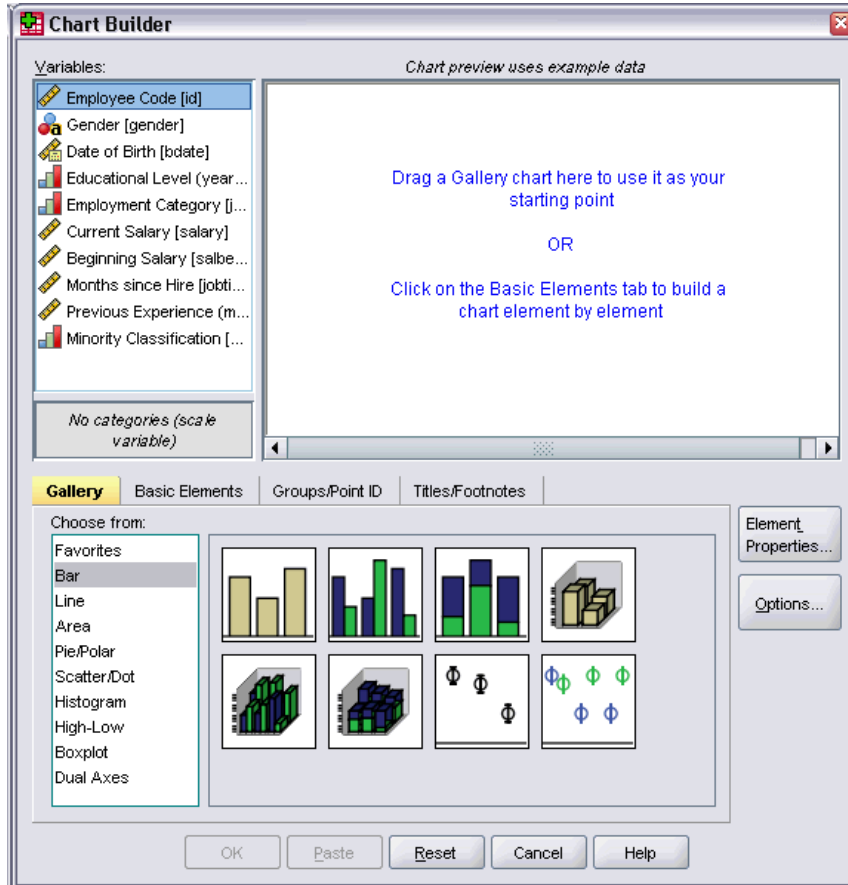 Chart Builder
Variables:
Chart preview uses example data
Employee Code [id]
Gender [gender]
Date of Birth [bdate]
Educational Level (year...
Employment Category [j...
Current Salary [salary]
Beginning Salary [salbe...
Months since Hire [jobti...
Previous Experience (m...
Minority Classification [...
No categories (scale
variable)
Drag a Gallery chart here to use it as your
starting point
OR
Click on the Basic Elements tab to build a
chart element by element
Gallery
Basic Elements
Groups/Point ID
Titles/Footnotes
Choose from:
Favorites
Bar
Line
Area
Pie/Polar
Scatter/Dot
Histogram
High-Low
Boxplot
Dual Axes
Element
Properties...
Options...
OK
Paste
Reset
Cancel
Help